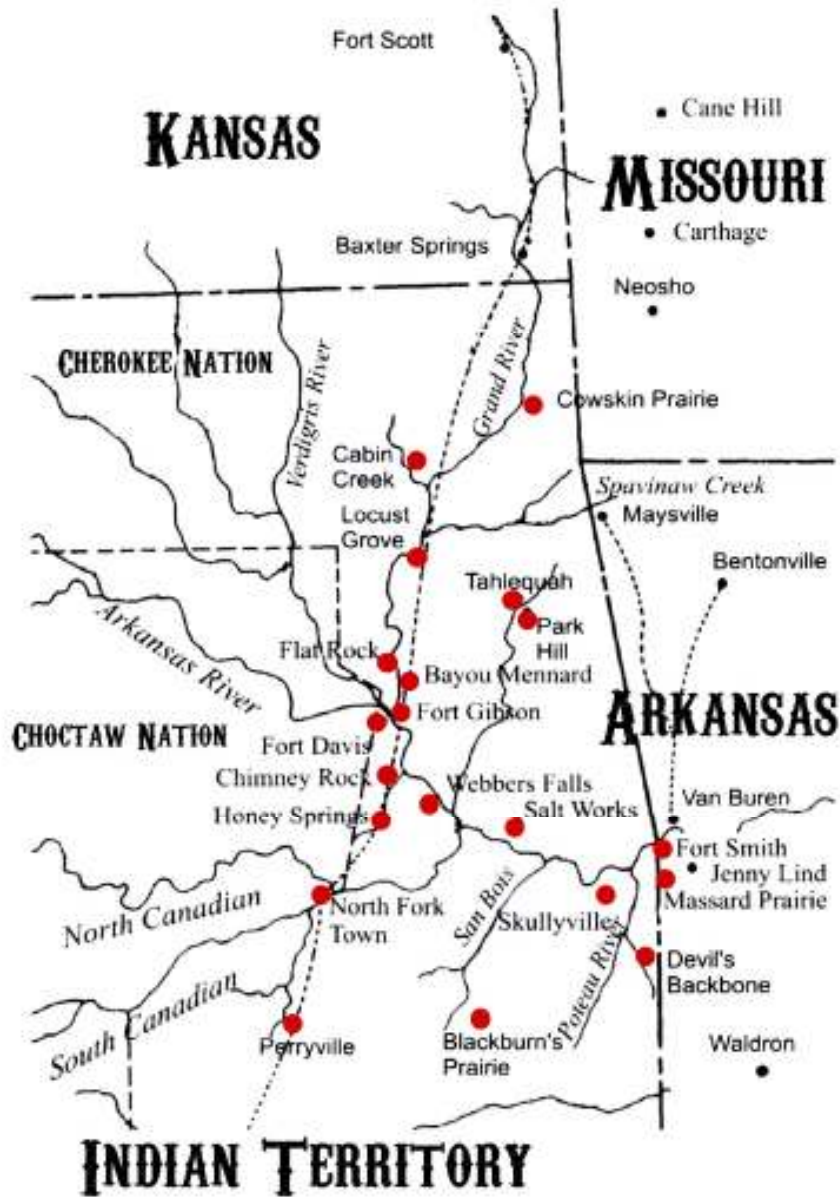 Fort Scott
KANSAS
Cane Hill
MISSOURI
Carthage
Baxter Springs
Neosho
CHEROKEE NATION
Verdigris River
Grand River
Cowskin Prairie
Cabin
Creek
Spavinaw Creek
Locust
Grove
Maysville
Bentonville
Tahlequah
Park
Hill
Arkansas River
Flat Rock
Bayou Mennard
ARKANSAS
Fort Gibson
CHOCTAW NATION
Fort Davis
Chimney Rock
Webbers Falls
Van Buren
Honey Springs
Salt Works
Fort Smith
Jenny Lind
Massard Prairie
North Canadian
North Fork
Town
San Bois
Skullyville
Poteau River
Devil's
Backbone
South Canadian
Perryville
Blackburn's
Prairie
Waldron
INDIAN TERRITORY